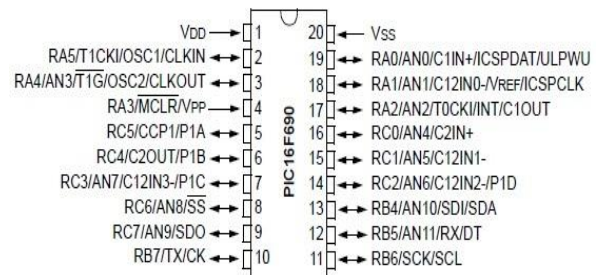 VDD 1 20 VSS
RA5/T1CKI/OSC1/CLKIN 2 19 RA0/AN0/C1IN+/ICSPDAT/ULPWU
RA4/AN3/T1G/OSC2/CLKOUT 3 18 RA1/AN1/C12IN0-/VREF/ICSPCLK
RA3/MCLR/VPP 4 17 RA2/AN2/T0CKI/INT/C1OUT
RC5/CCP1/P1A 5 16 RC0/AN4/C2IN+
RC4/C2OUT/P1B 6 15 RC1/AN5/C12IN1-
RC3/AN7/C12IN3-/P1C 7 14 RC2/AN6/C12IN2-/P1D
RC6/AN8/SS 8 13 RB4/AN10/SDI/SDA
RC7/AN9/SDO 9 12 RB5/AN11/RX/DT
RB7/TX/CK 10 11 RB6/SCK/SCL
PIC16F690